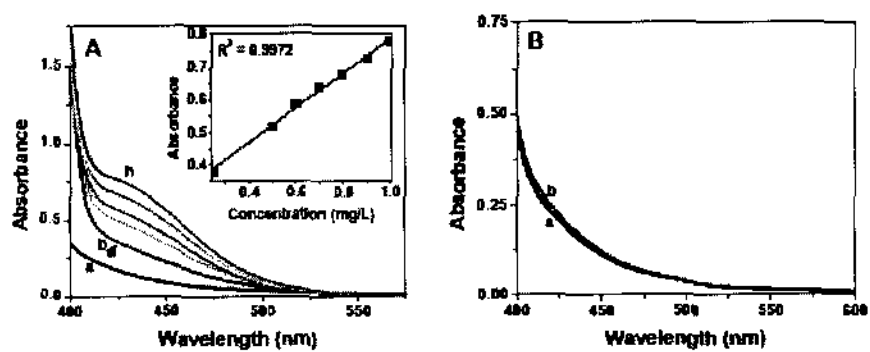 A
R² = 0.9972
Absorbance
0.8
0.7
0.6
0.5
0.4
0.4 0.6 0.8 1.0
Concentration (mg/L)
Absorbance
1.5
1.0
0.5
0.0
h
b
a
400 450 500 550
Wavelength (nm)
B
Absorbance
0.75
0.50
0.25
0.00
b
a
400 450 500 550 600
Wavelength (nm)